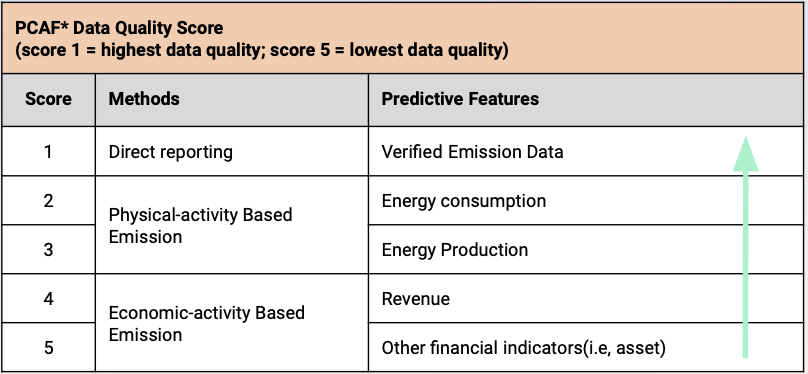 PCAF* Data Quality Score
(score 1 = highest data quality; score 5 = lowest data quality)
Score Methods Predictive Features
1 Direct reporting Verified Emission Data
2 Physical-activity Based Energy consumption
Emission
3 Energy Production
4 Economic-activity Based Revenue
Emission
5 Other financial indicators(i.e, asset)